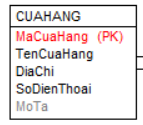 CUAHANG
MaCuaHang (PK)
TenCuaHang
DiaChi
SoDienThoai
MoTa